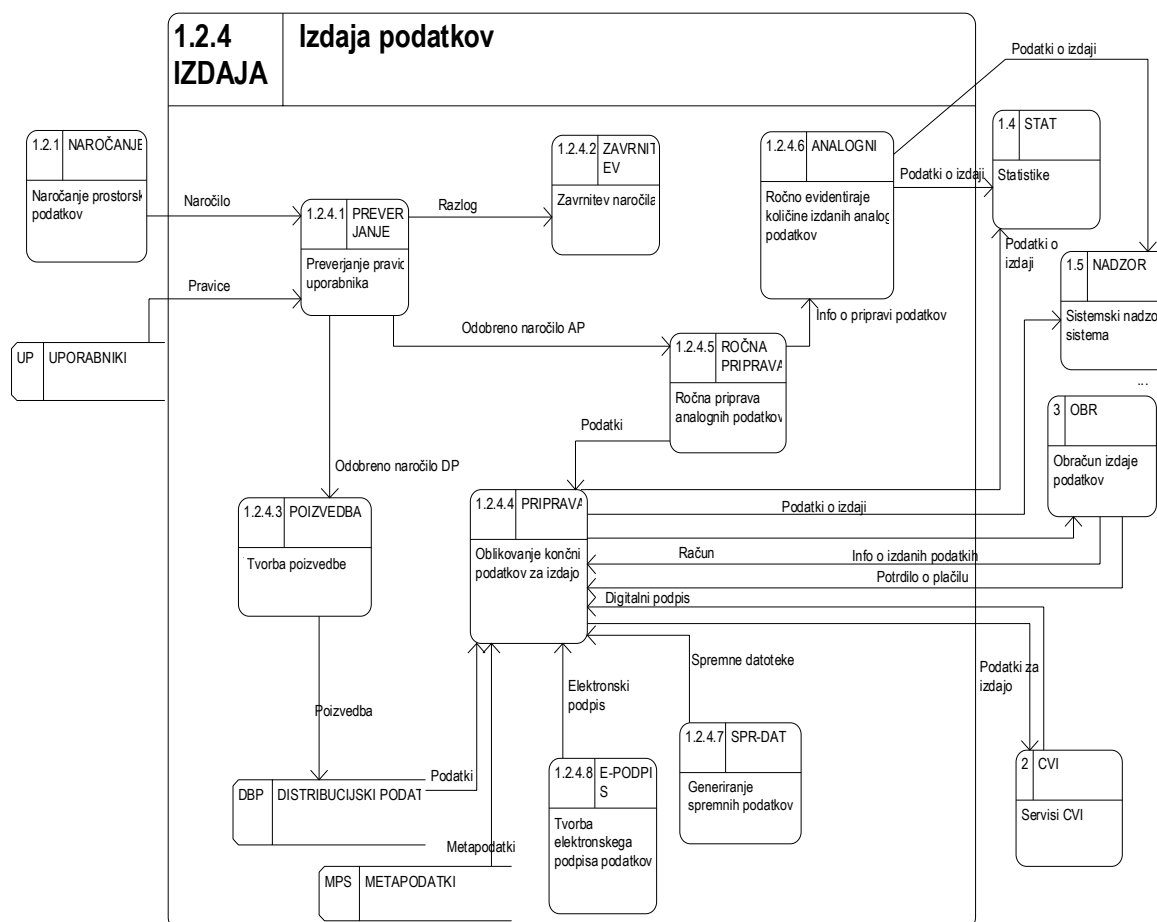 1.2.4 Izdaja podatkov
IZDAJA
Podatki o izdaji
1.2.1 NAROČANJE
Naročanje prostorsk
podatkov
Naročilo
1.2.4.1 PREVER
JANJE
Preverjanje pravic
uporabnika
Razlog
1.2.4.2 ZAVRNIT
EV
Zavrnitev naročila
1.2.4.6 ANALOGNI
Ročno evidentiraje
količine izdanih analog
podatkov
Podatki o izdaji
1.4 STAT
Statistike
Podatki o
izdaji
1.5 NADZOR
Sistemski nadzo
sistema
...
Pravice
UP UPORABNIKI
Odobreno naročilo AP
Info o pripravi podatkov
1.2.4.5 ROČNA
PRIPRAVA
Ročna priprava
analognih podatkov
Podatki
3 OBR
Obračun izdaje
podatkov
Odobreno naročilo DP
1.2.4.3 POIZVEDBA
Tvorba poizvedbe
1.2.4.4 PRIPRAVA
Oblikovanje končni
podatkov za izdajo
Podatki o izdaji
Račun
Info o izdanih podatkih
Potrdilo o plačilu
Digitalni podpis
Spremne datoteke
Podatki za
izdajo
Elektronski
podpis
Poizvedba
DBP DISTRIBUCIJSKI PODAT
Podatki
Metapodatki
MPS METAPODATKI
1.2.4.8 E-PODPI
S
Tvorba
elektronskega
podpisa podatkov
1.2.4.7 SPR-DAT
Generiranje
spremnih podatkov
2 CVI
Servisi CVI